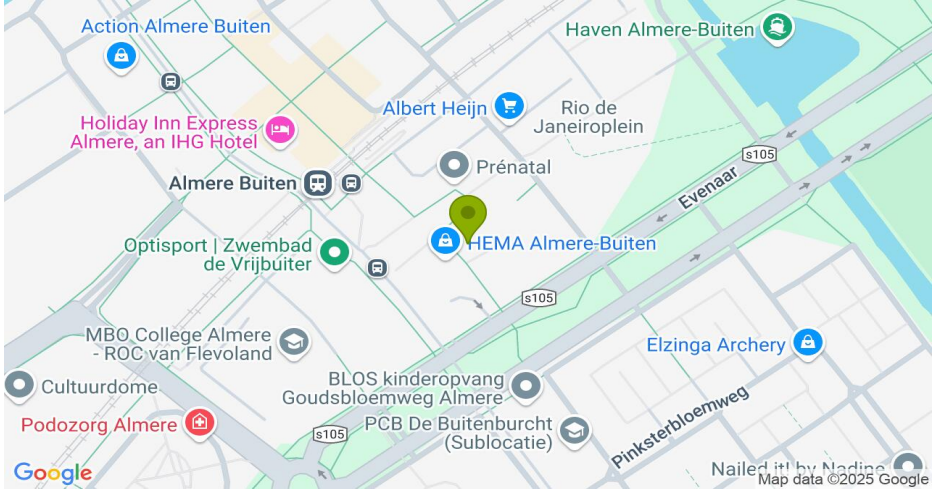 Action Almere Buiten
Haven Almere-Buiten
Albert Heijn
Rio de
Janeiroplein
Holiday Inn Express
Almere, an IHG Hotel
s105
Prénatal
Almere Buiten
Evenaar
Optisport | Zwembad
de Vrijbuiter
HEMA Almere-Buiten
s105
MBO College Almere
- ROC van Flevoland
Elzinga Archery
Cultuurdome
BLOS kinderopvang
Goudsbloemweg Almere
Podozorg Almere
s105
PCB De Buitenburcht
(Sublocatie)
Pinksterbloemweg
Nailed it! by Nadine
Google
Map data ©2025 Google